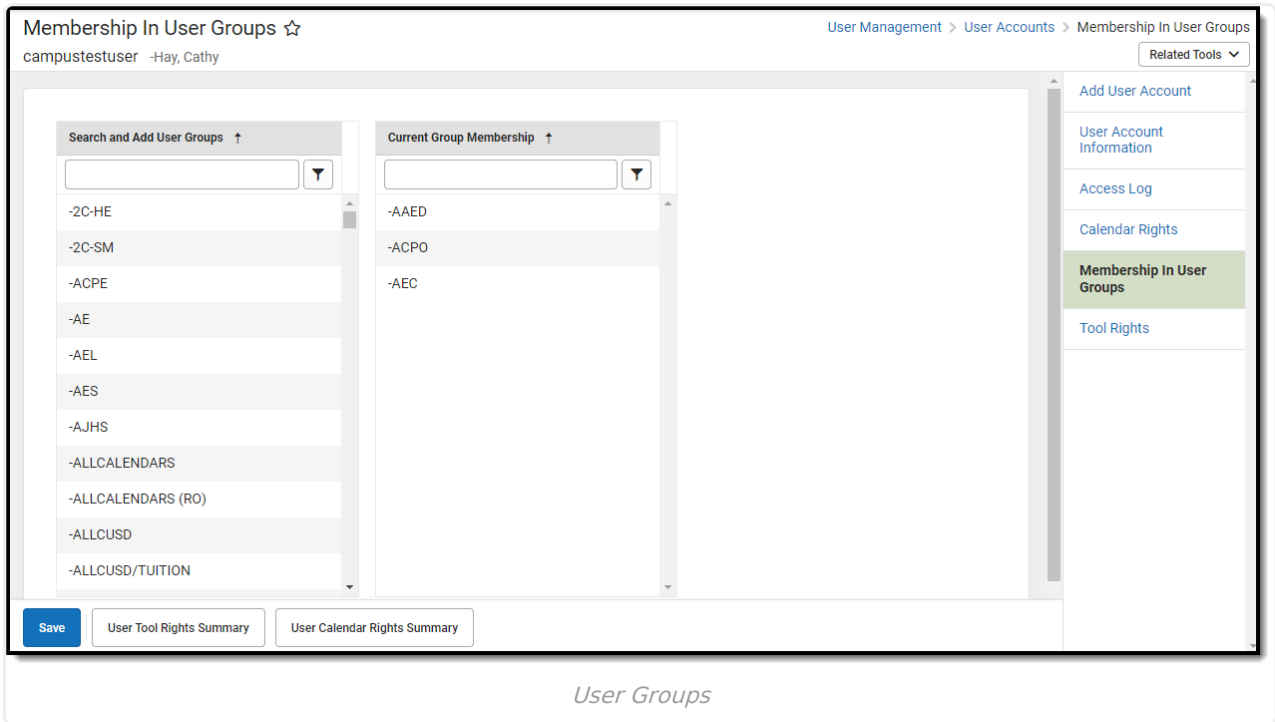 Membership In User Groups
User Management > User Accounts > Membership In User Groups
campustestuser -Hay, Cathy
Related Tools
Search and Add User Groups ↑
Current Group Membership ↑
-2C-HE
-2C-SM
-ACPE
-AE
-AEL
-AES
-AJHS
-ALLCALENDARS
-ALLCALENDARS (RO)
-ALLCUSD
-ALLCUSD/TUITION
-AAED
-ACPO
-AEC
Add User Account
User Account
Information
Access Log
Calendar Rights
Membership In User
Groups
Tool Rights
Save
User Tool Rights Summary
User Calendar Rights Summary
User Groups